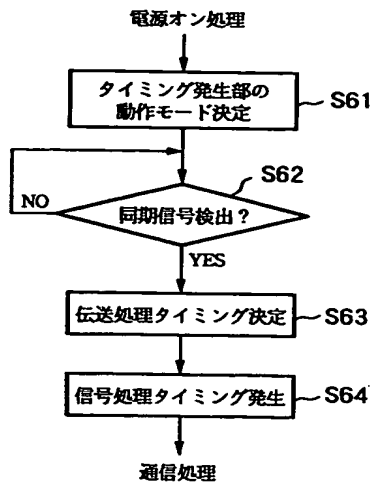 電源オン処理
タイミング発生部の
動作モード決定
S61
S62
NO
同期信号検出?
YES
伝送処理タイミング決定
S63
信号処理タイミング発生
S64
通信処理